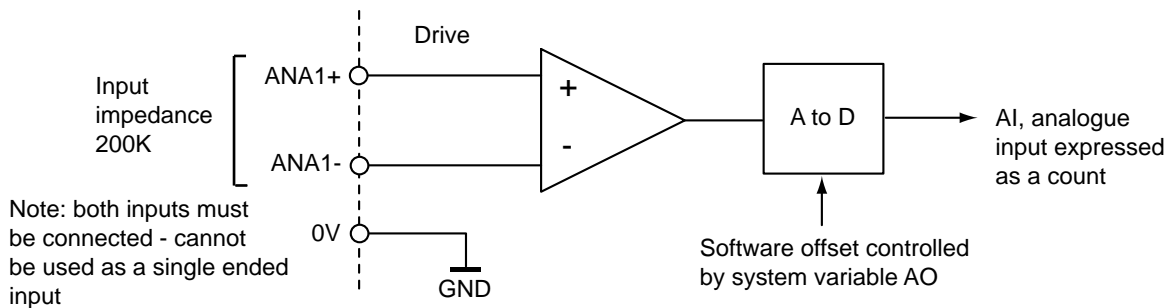 Drive
Input
impedance
200K
ANA1+
+
A to D
AI, analogue
input expressed
as a count
ANA1-
-
Note: both inputs must
be connected - cannot
be used as a single ended
input
0V
GND
Software offset controlled
by system variable AO